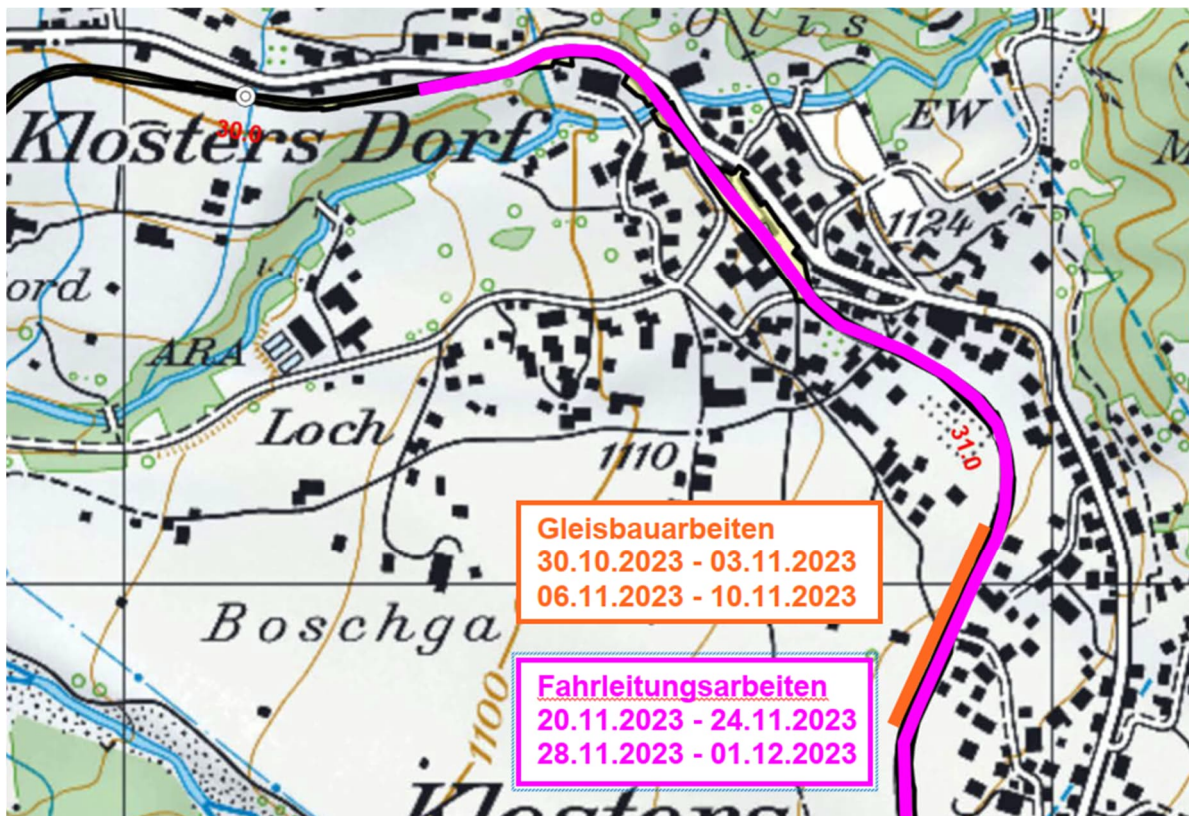 Olis
EW
30.0
Klosters Dorf
1124
ord
ARA
Loch
31.0
1110
Gleisbauarbeiten
30.10.2023 - 03.11.2023
06.11.2023 - 10.11.2023
Boschga
Fahrleitungsarbeiten
20.11.2023 - 24.11.2023
28.11.2023 - 01.12.2023
1100
Klosters